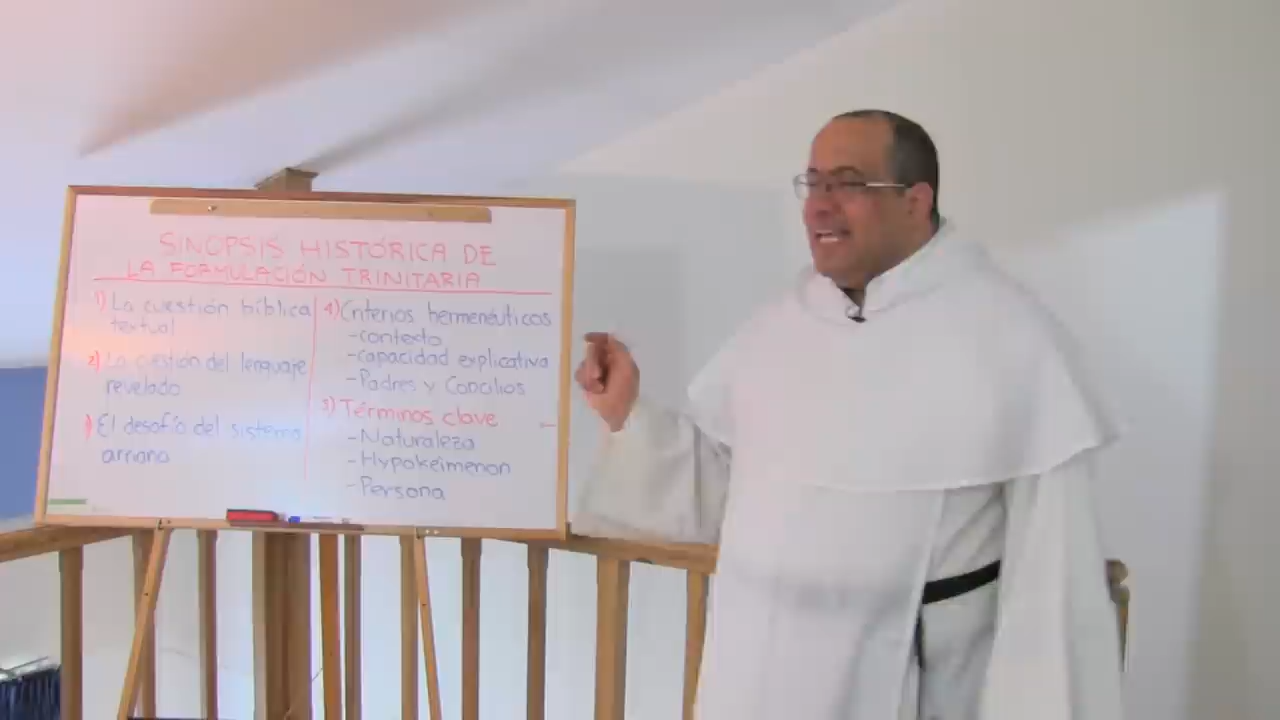 SINOPSIS HISTÓRICA DE
LA FORMULACIÓN TRINITARIA
1) La cuestión bíblica
textual
2) La cuestión del lenguaje
revelado
3) El desafío del sistema
arriano
4) Criterios hermenéuticos
-contexto
-capacidad explicativa
-Padres y Concilios
5) Términos clave
-Naturaleza
-Hypokeimenon
-Persona